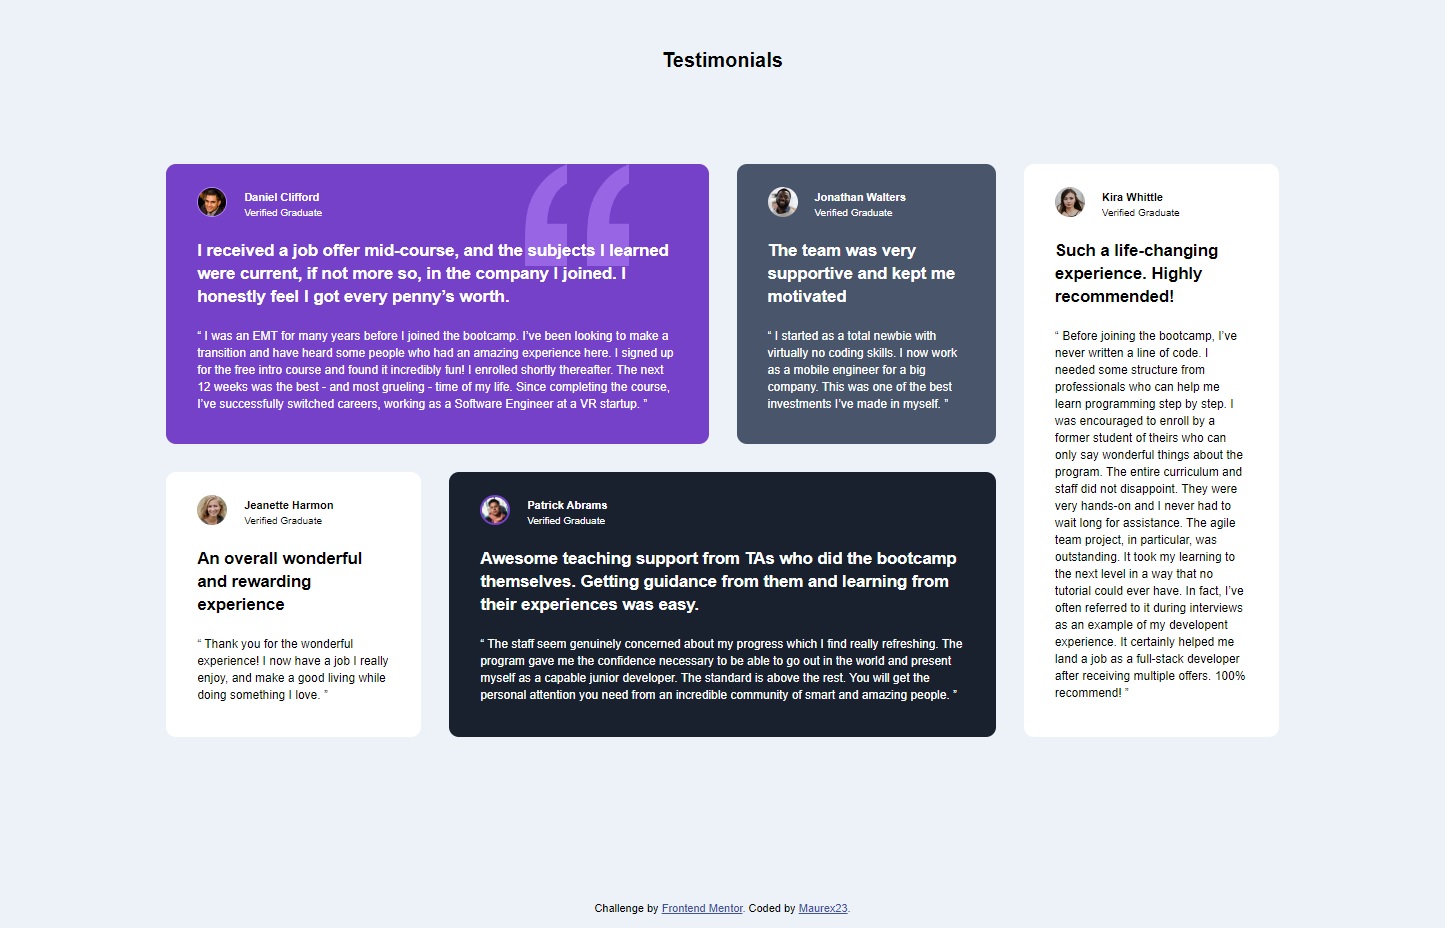 Testimonials
Daniel Clifford
Verified Graduate
I received a job offer mid-course, and the subjects I learned
were current, if not more so, in the company I joined. I
honestly feel I got every penny’s worth.
“ I was an EMT for many years before I joined the bootcamp. I’ve been looking to make a
transition and have heard some people who had an amazing experience here. I signed up
for the free intro course and found it incredibly fun! I enrolled shortly thereafter. The next
12 weeks was the best - and most grueling - time of my life. Since completing the course,
I’ve successfully switched careers, working as a Software Engineer at a VR startup. ”
Jonathan Walters
Verified Graduate
The team was very
supportive and kept me
motivated
“ I started as a total newbie with
virtually no coding skills. I now work
as a mobile engineer for a big
company. This was one of the best
investments I’ve made in myself. ”
Kira Whittle
Verified Graduate
Such a life-changing
experience. Highly
recommended!
“ Before joining the bootcamp, I’ve
never written a line of code. I
needed some structure from
professionals who can help me
learn programming step by step. I
was encouraged to enroll by a
former student of theirs who can
only say wonderful things about the
program. The entire curriculum and
staff did not disappoint. They were
very hands-on and I never had to
wait long for assistance. The agile
team project, in particular, was
outstanding. It took my learning to
the next level in a way that no
tutorial could ever have. In fact, I’ve
often referred to it during interviews
as an example of my developent
experience. It certainly helped me
land a job as a full-stack developer
after receiving multiple offers. 100%
recommend! ”
Jeanette Harmon
Verified Graduate
An overall wonderful
and rewarding
experience
“ Thank you for the wonderful
experience! I now have a job I really
enjoy, and make a good living while
doing something I love. ”
Patrick Abrams
Verified Graduate
Awesome teaching support from TAs who did the bootcamp
themselves. Getting guidance from them and learning from
their experiences was easy.
“ The staff seem genuinely concerned about my progress which I find really refreshing. The
program gave me the confidence necessary to be able to go out in the world and present
myself as a capable junior developer. The standard is above the rest. You will get the
personal attention you need from an incredible community of smart and amazing people. ”
Challenge by Frontend Mentor. Coded by Maurex23.